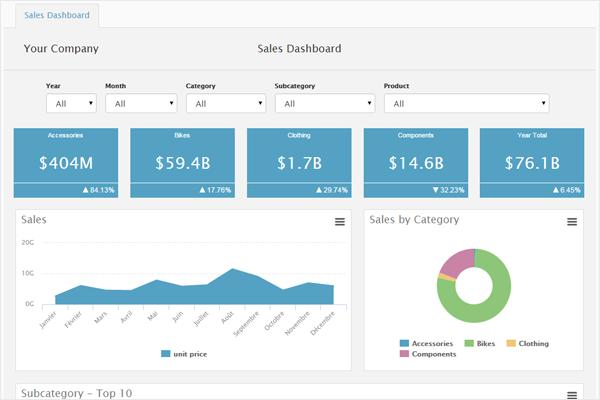 Sales Dashboard
Your Company
Sales Dashboard
Year Month Category Subcategory Product
All All All All All
Accessories Bikes Clothing Components Year Total
$404M $59.4B $1.7B $14.6B $76.1B
▲ 84.13% ▲ 17.76% ▲ 29.74% ▼ 32.23% ▲ 6.45%
Sales
20G
10G
0G
Janvier Février Mars Avril Mai Juin Juillet Août Septembre Octobre Novembre Décembre
unit price
Sales by Category
Accessories Bikes Clothing
Components
Subcategory - Top 10